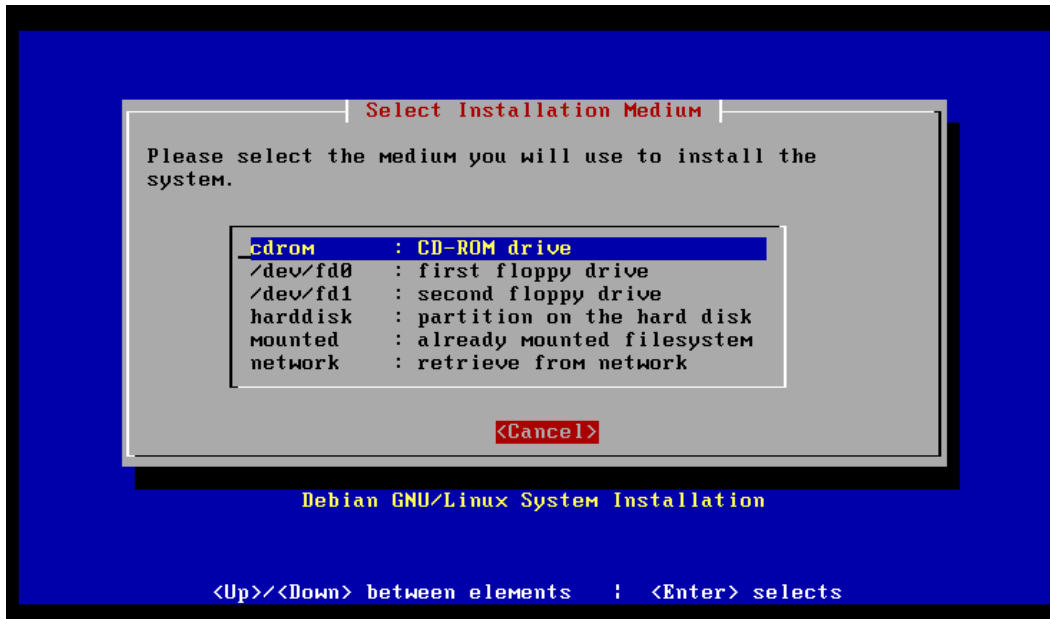 Select Installation Medium
Please select the medium you will use to install the
system.
cdrom : CD-ROM drive
/dev/fd0 : first floppy drive
/dev/fd1 : second floppy drive
harddisk : partition on the hard disk
mounted : already mounted filesystem
network : retrieve from network
<Cancel>
Debian GNU/Linux System Installation
<Up>/<Down> between elements ¦ <Enter> selects